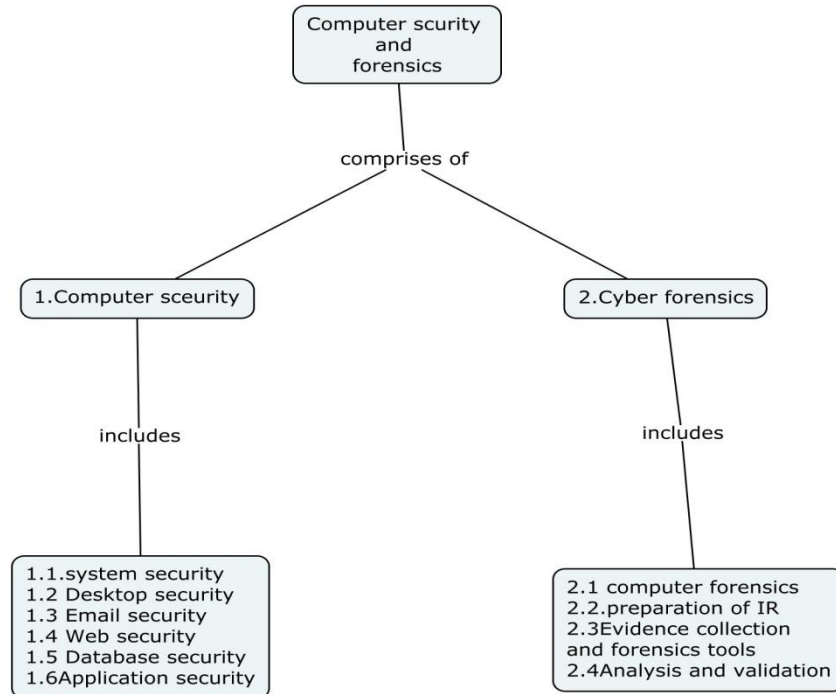 Computer scurity
and
forensics
comprises of
1.Computer sceurity
2.Cyber forensics
includes
includes
1.1.system security
1.2 Desktop security
1.3 Email security
1.4 Web security
1.5 Database security
1.6Application security
2.1 computer forensics
2.2.preparation of IR
2.3Evidence collection
and forensics tools
2.4Analysis and validation